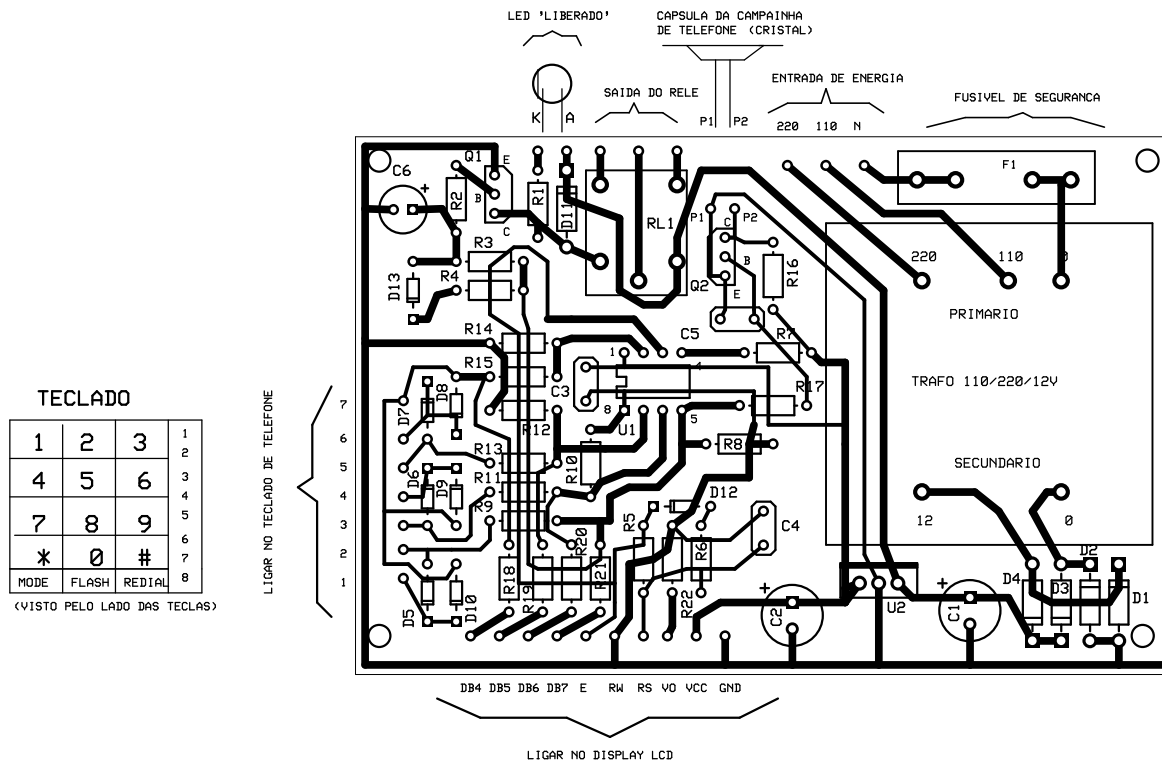 LED 'LIBERADO'
CAPSULA DA CAMPAINHA
DE TELEFONE (CRISTAL)
SAIDA DO RELE
ENTRADA DE ENERGIA
FUSIVEL DE SEGURANCA
K A
P1 P2
220 110 N
C6
+
Q1
E
B
C
R2
R1
D11
RL1
P1
P2
C
B
E
Q2
R16
F1
220 110 0
PRIMARIO
TRAFO 110/220/12V
SECUNDARIO
12 0
R3
R4
D13
R14
R15
R12
C3
C5
R7
R17
1
4
8
5
U1
R8
R13
R11
R9
R10
D7
D8
D6
D9
D5
D10
R18
R19
R20
R21
R5
R6
R22
D12
C4
+
C2
U2
+
C1
D4
D3
D2
D1
TECLADO
1 2 3
4 5 6
7 8 9
* 0 #
MODE FLASH REDIAL
1
2
3
4
5
6
7
8
(VISTO PELO LADO DAS TECLAS)
LIGAR NO TECLADO DE TELEFONE
7
6
5
4
3
2
1
DB4 DB5 DB6 DB7 E RW RS VO VCC GND
LIGAR NO DISPLAY LCD